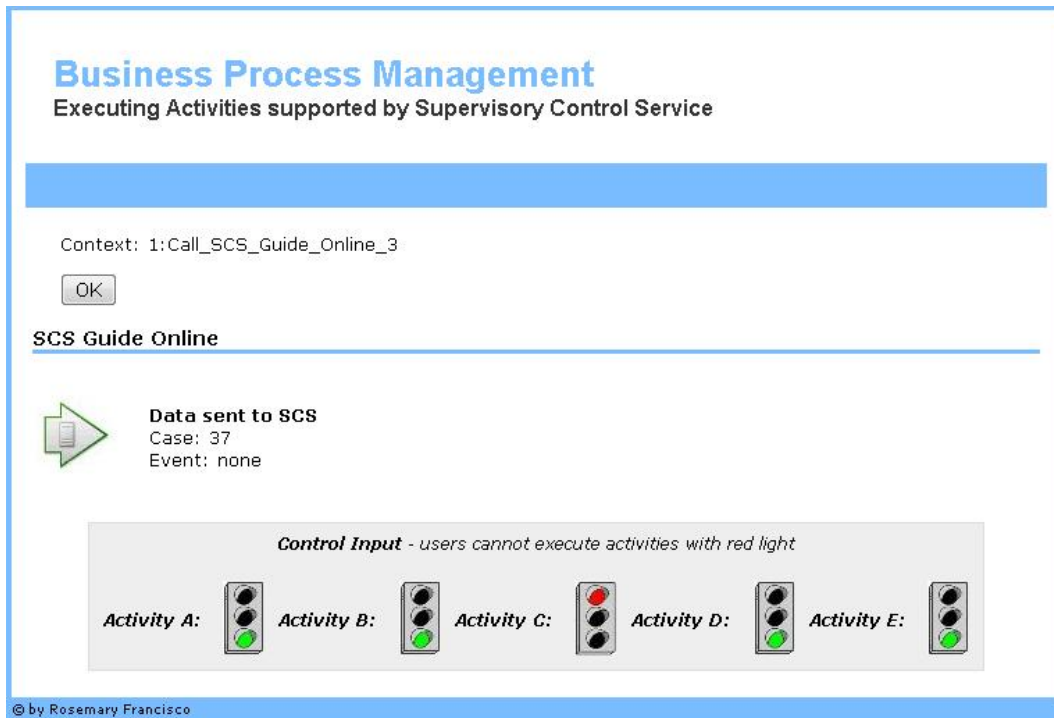 Business Process Management
Executing Activities supported by Supervisory Control Service
Context: 1:Call_SCS_Guide_Online_3
OK
SCS Guide Online
Data sent to SCS
Case: 37
Event: none
Control Input - users cannot execute activities with red light
Activity A: Activity B: Activity C: Activity D: Activity E:
© by Rosemary Francisco